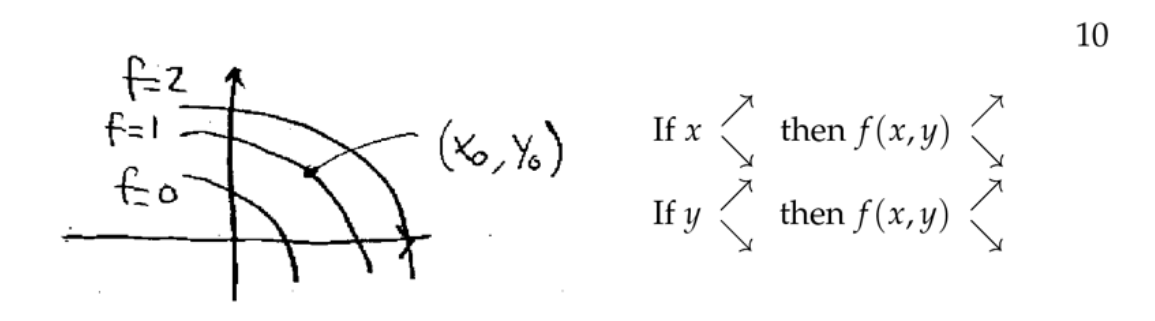 10
f=2
f=1
f=0
(x₀, y₀)
If x ↗ ↘ then f(x, y) ↗ ↘
If y ↗ ↘ then f(x, y) ↗ ↘